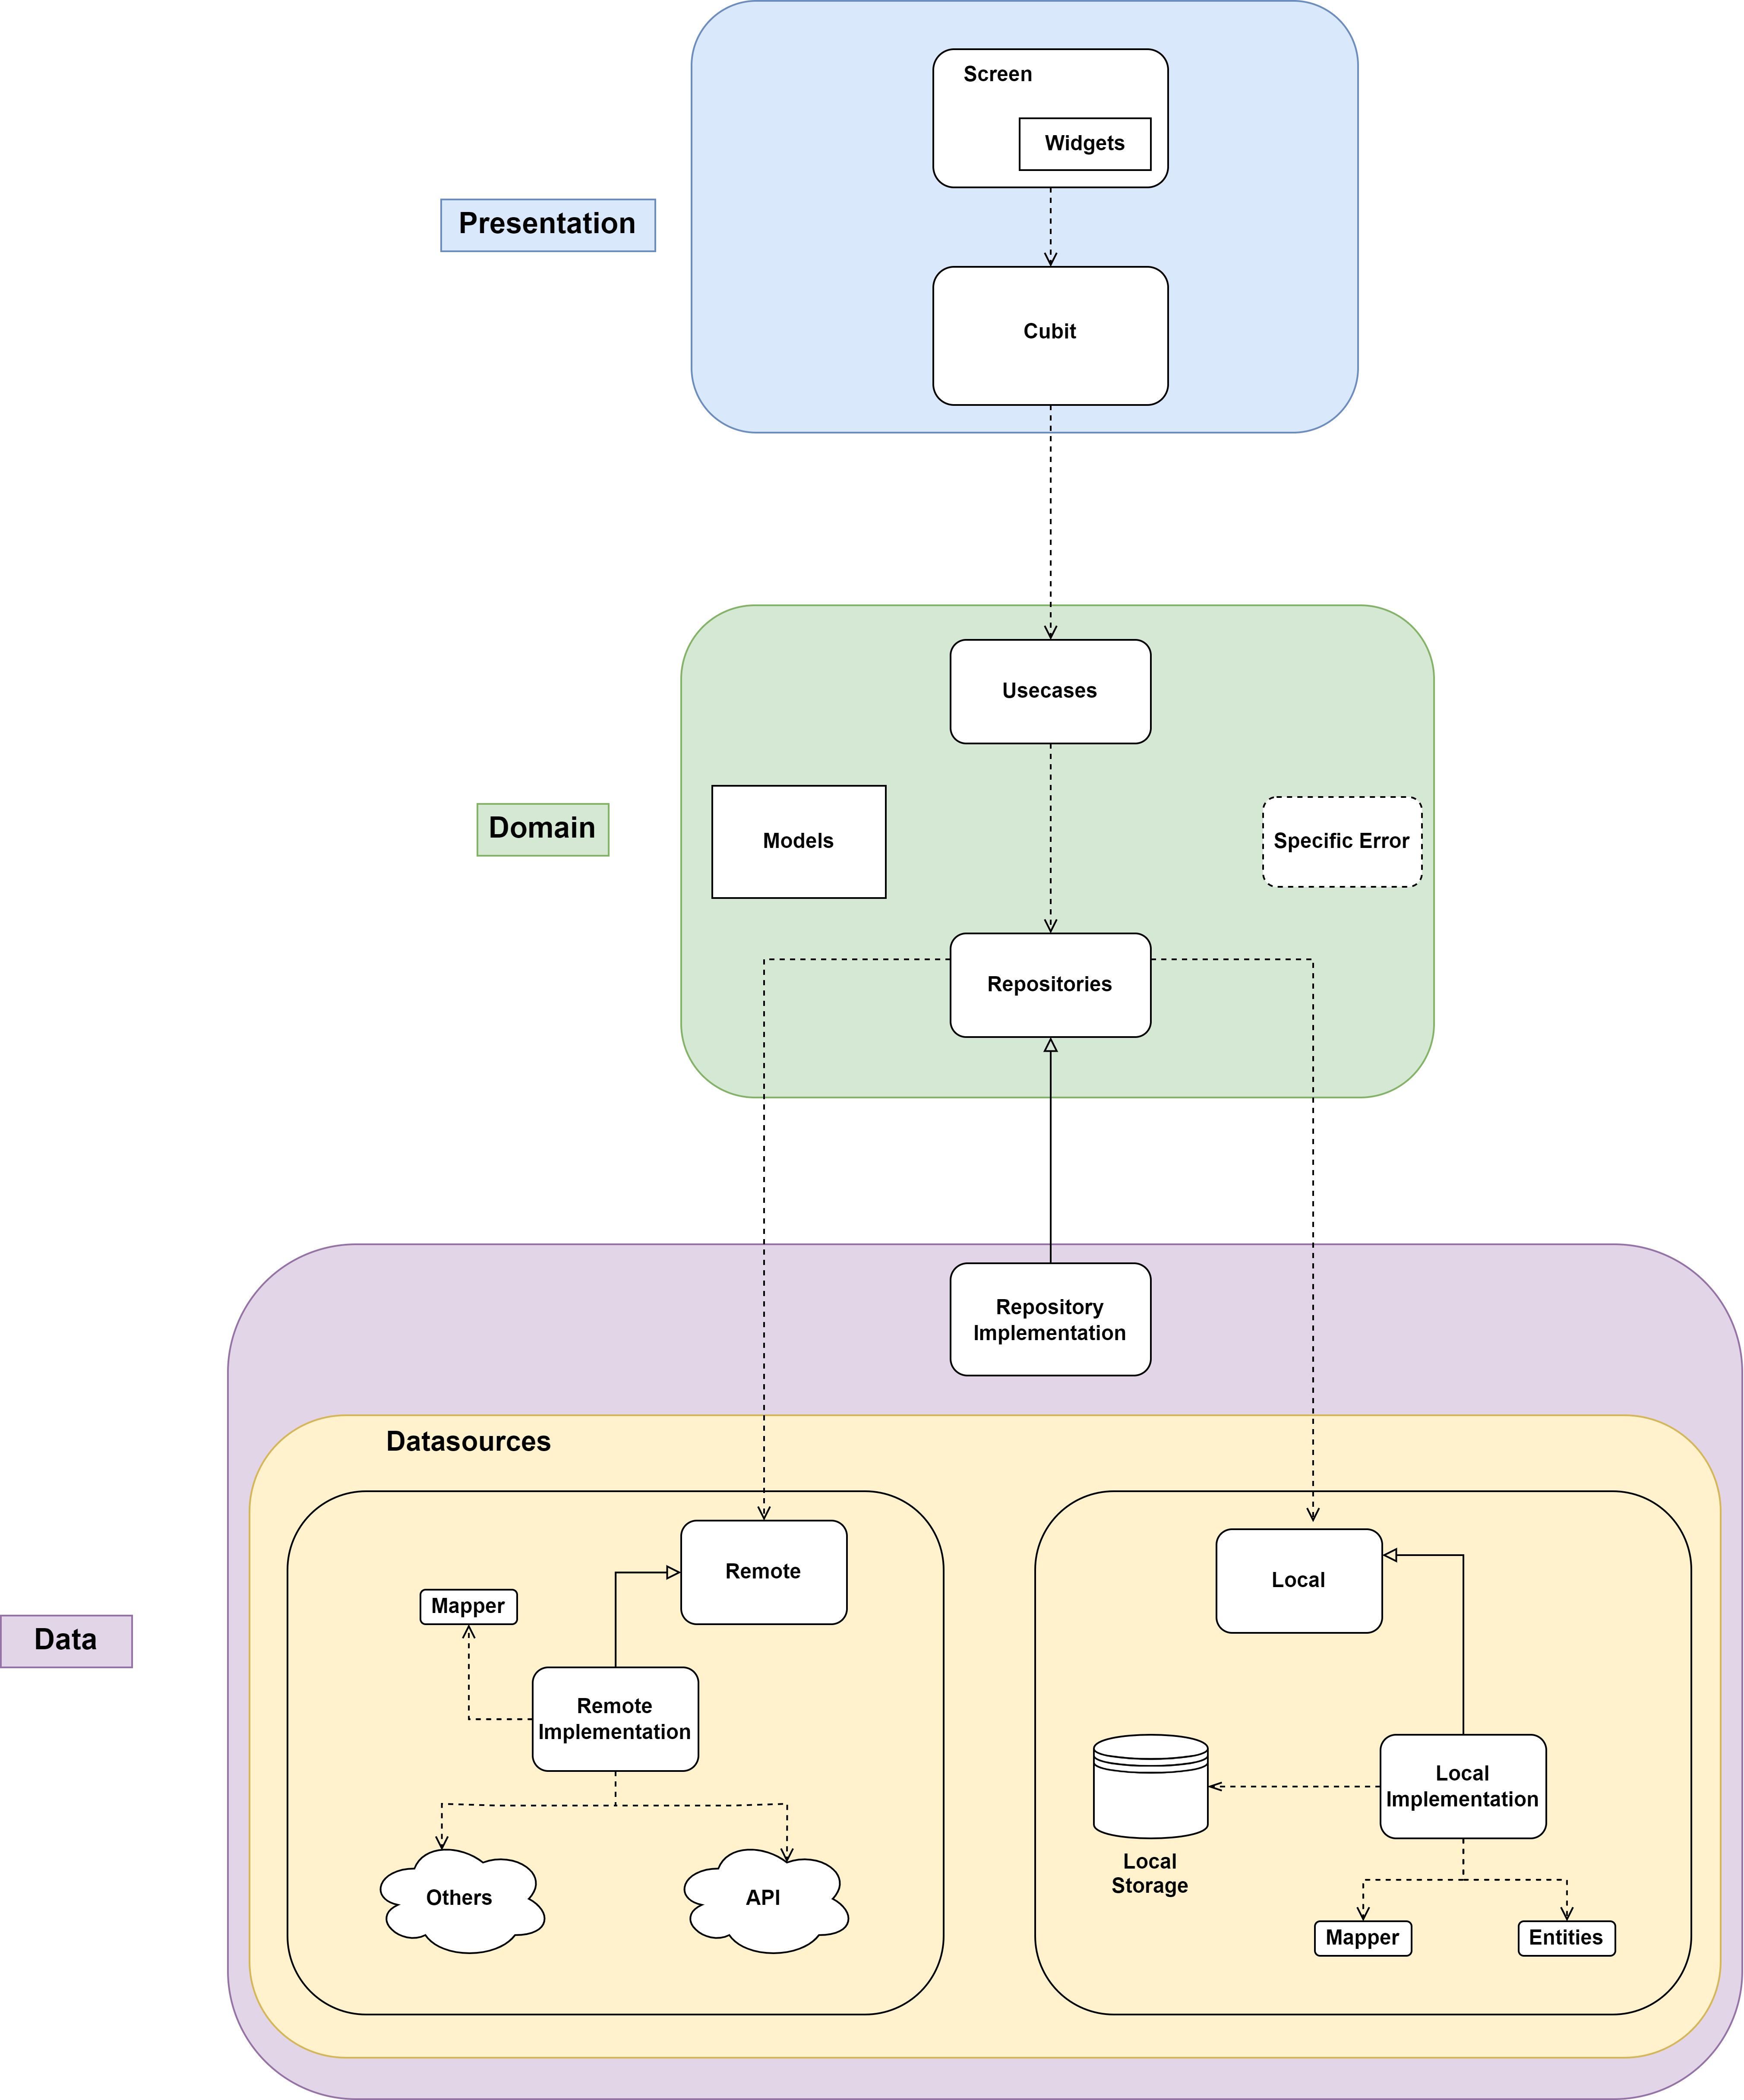 Screen
Widgets
Presentation
Cubit
Usecases
Domain
Models
Specific Error
Repositories
Repository
Implementation
Datasources
Remote
Local
Mapper
Data
Remote
Implementation
Local
Implementation
Local
Storage
Others
API
Mapper
Entities